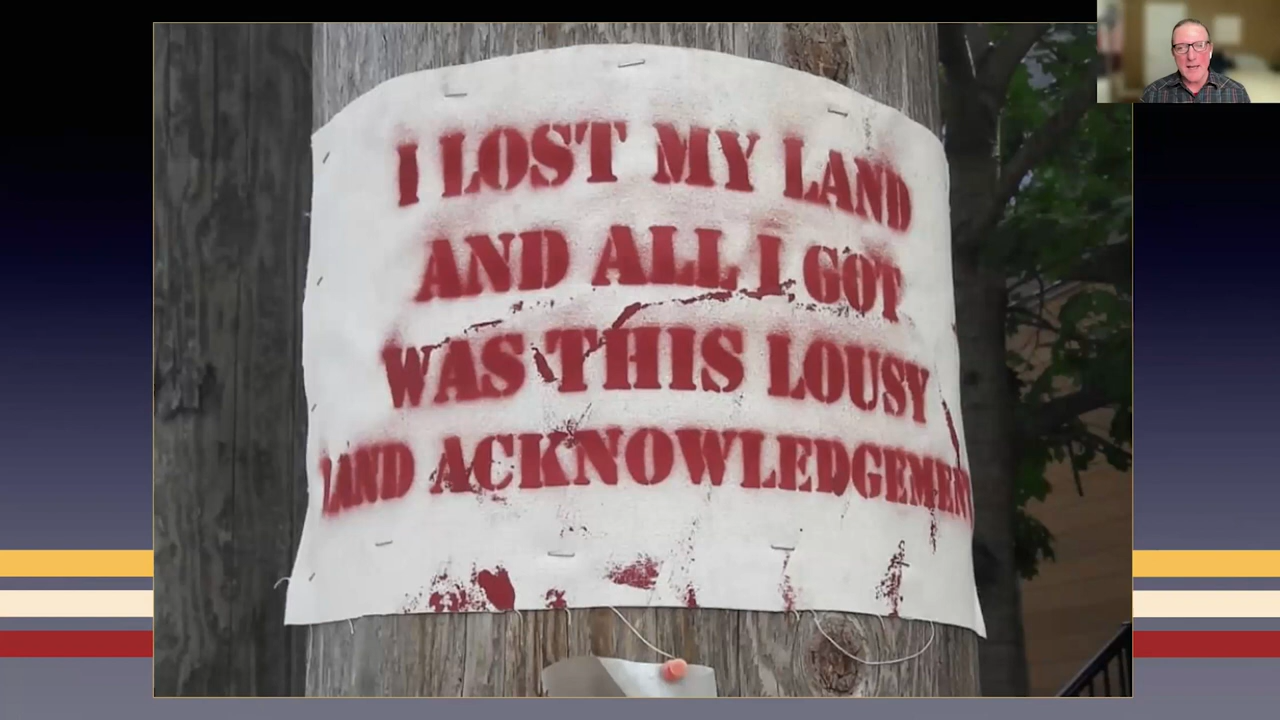 I LOST MY LAND
AND ALL I GOT
WAS THIS LOUSY
LAND ACKNOWLEDGEMENT